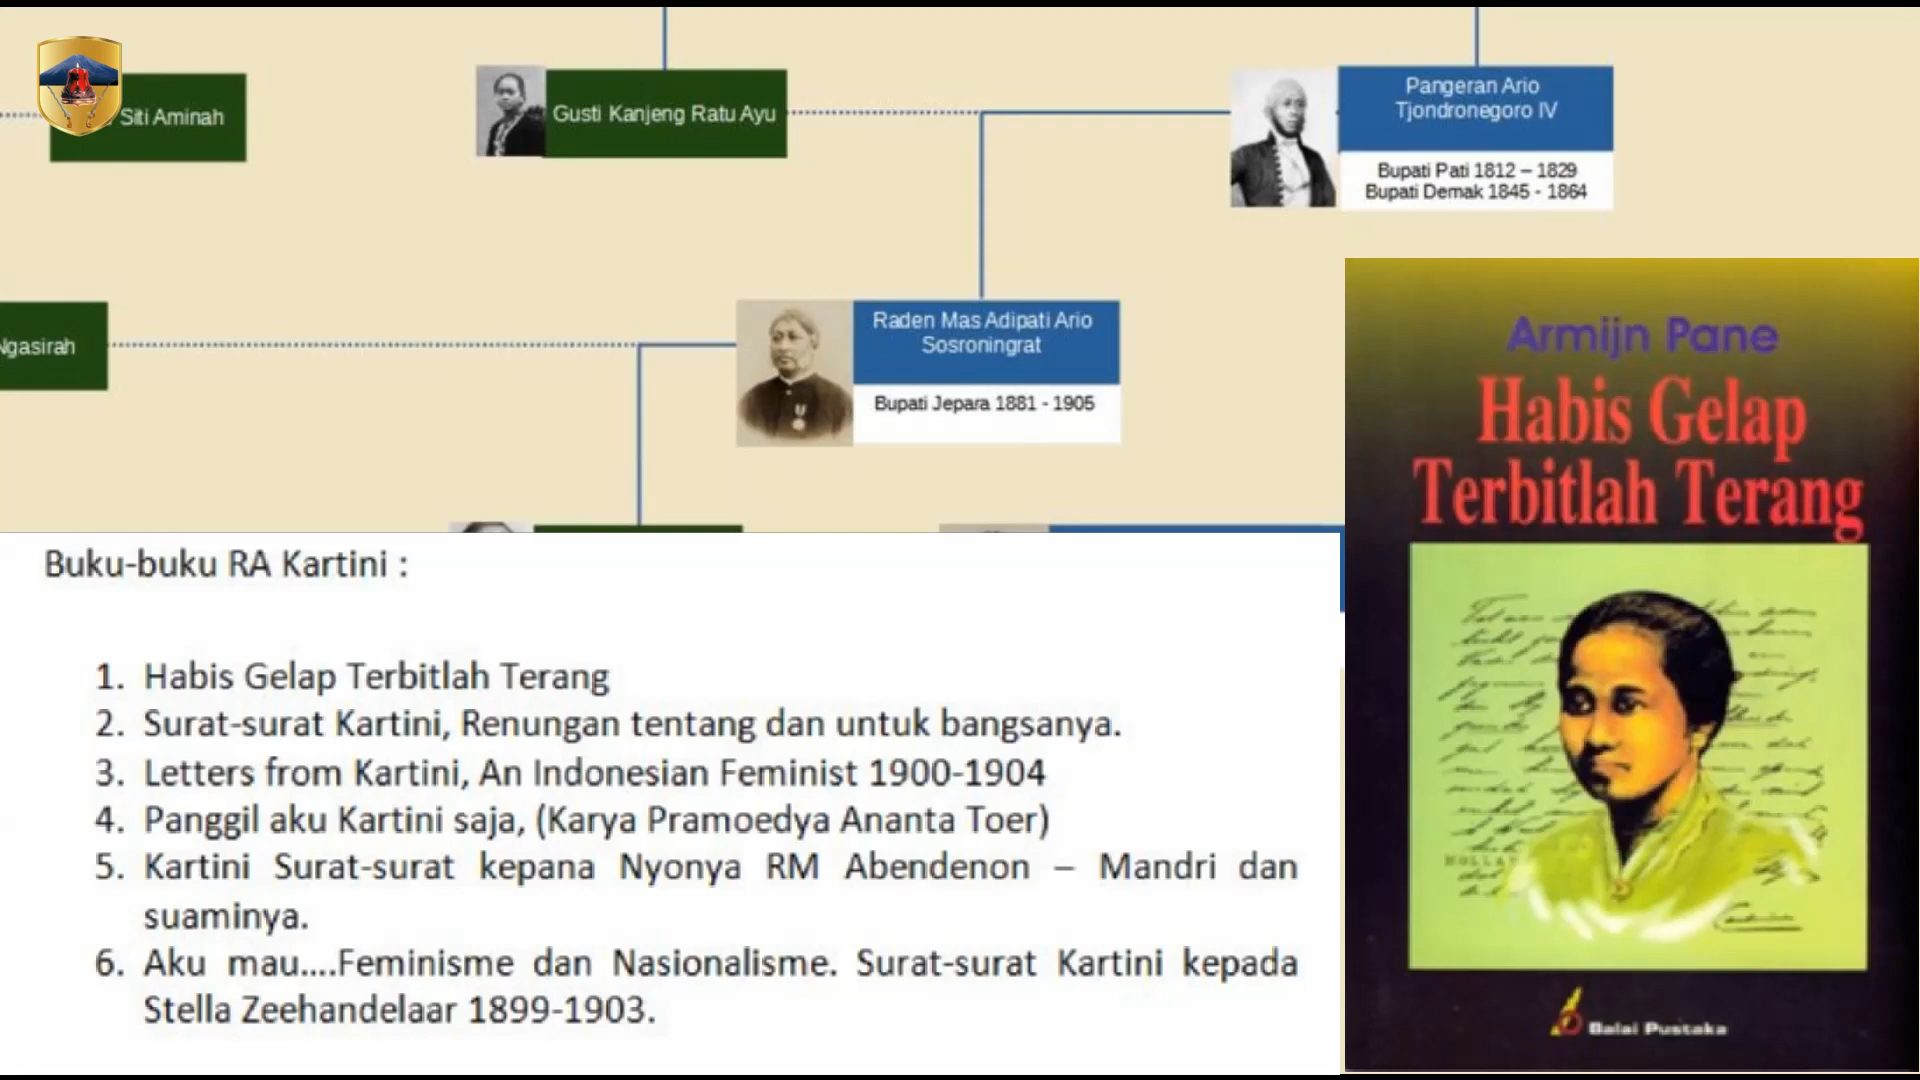 Siti Aminah
Gusti Kanjeng Ratu Ayu
Pangeran Ario
Tjondronegoro IV
Bupati Pati 1812 – 1829
Bupati Demak 1845 - 1864
Ngasirah
Raden Mas Adipati Ario
Sosroningrat
Bupati Jepara 1881 - 1905
Armijn Pane
Habis Gelap
Terbitlah Terang
Balai Pustaka
Buku-buku RA Kartini :
1. Habis Gelap Terbitlah Terang
2. Surat-surat Kartini, Renungan tentang dan untuk bangsanya.
3. Letters from Kartini, An Indonesian Feminist 1900-1904
4. Panggil aku Kartini saja, (Karya Pramoedya Ananta Toer)
5. Kartini Surat-surat kepana Nyonya RM Abendenon – Mandri dan
suaminya.
6. Aku mau....Feminisme dan Nasionalisme. Surat-surat Kartini kepada
Stella Zeehandelaar 1899-1903.